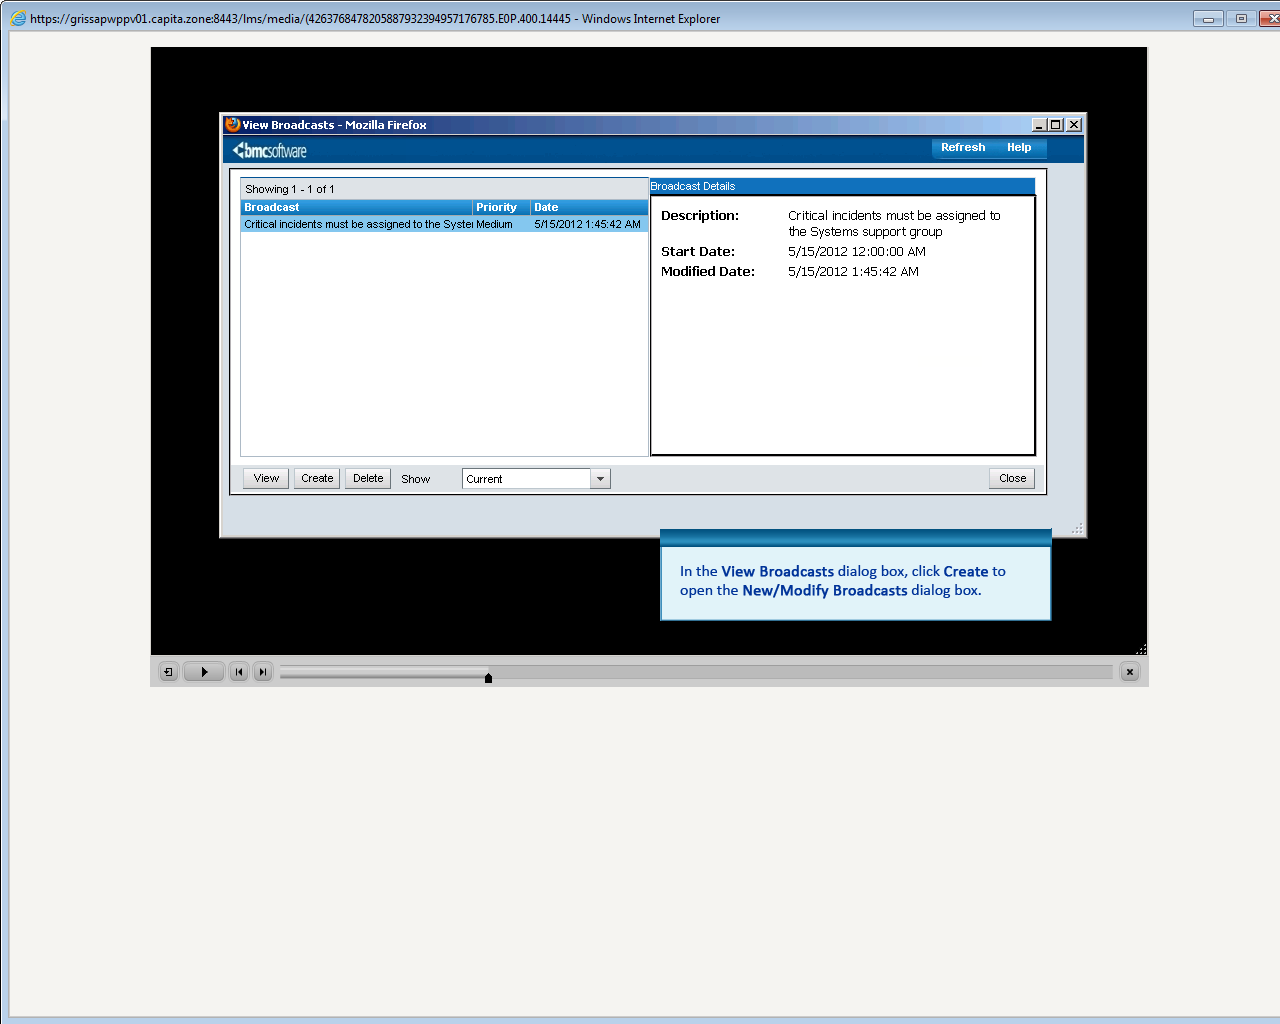 https://grissapwppv01.capita.zone:8443/lms/media/(4263768478205887932394957176785.E0P.400.14445 - Windows Internet Explorer
View Broadcasts - Mozilla Firefox
bmcsoftware
Refresh Help
Showing 1 - 1 of 1
Broadcast Priority Date
Critical incidents must be assigned to the Syster Medium 5/15/2012 1:45:42 AM
Broadcast Details
Description: Critical incidents must be assigned to
the Systems support group
Start Date: 5/15/2012 12:00:00 AM
Modified Date: 5/15/2012 1:45:42 AM
View Create Delete Show Current Close
In the View Broadcasts dialog box, click Create to
open the New/Modify Broadcasts dialog box.